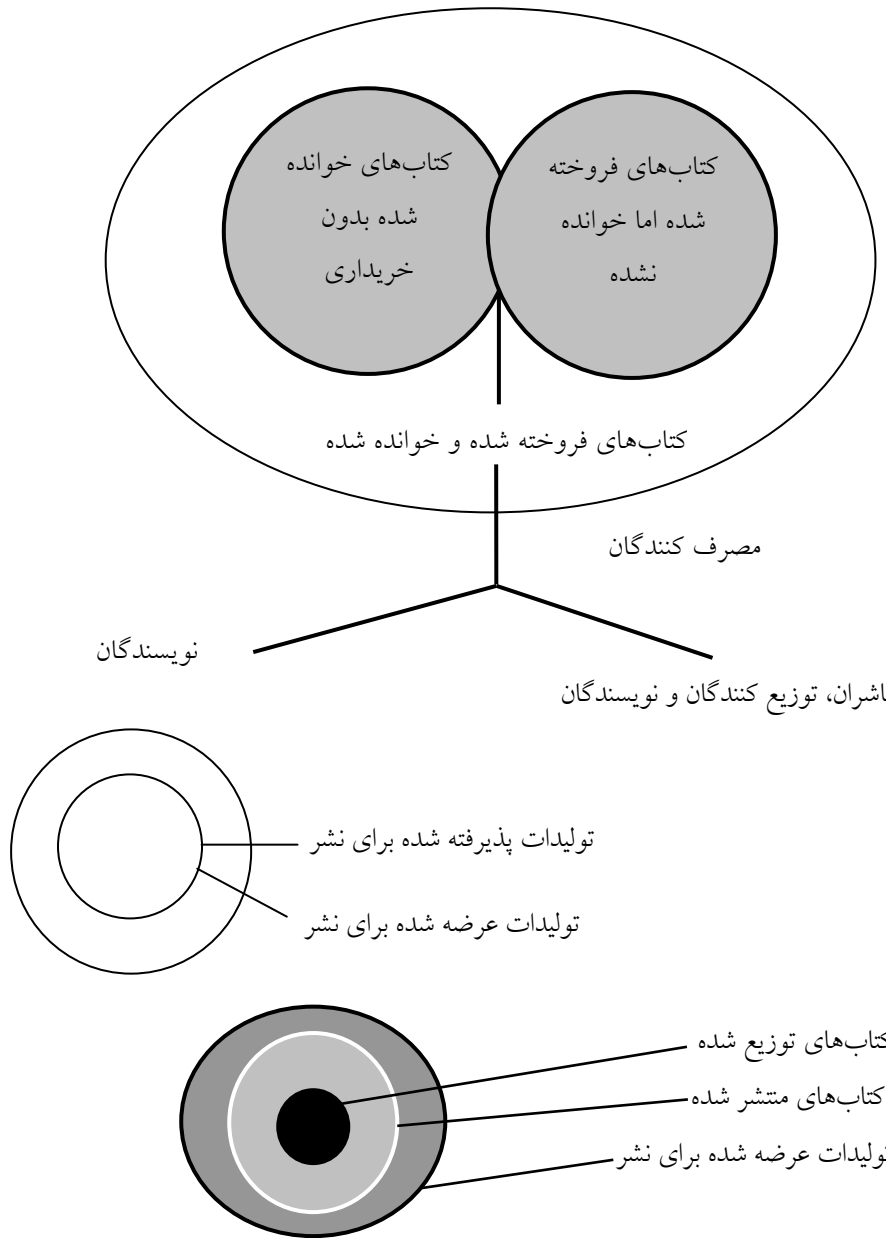 کتاب‌های فروخته
شده اما خوانده
نشده
کتاب‌های خوانده
شده بدون
خریداری
کتاب‌های فروخته شده و خوانده شده
مصرف کنندگان
نویسندگان
ناشران، توزیع کنندگان و نویسندگان
تولیدات پذیرفته شده برای نشر
تولیدات عرضه شده برای نشر
کتاب‌های توزیع شده
کتاب‌های منتشر شده
تولیدات عرضه شده برای نشر